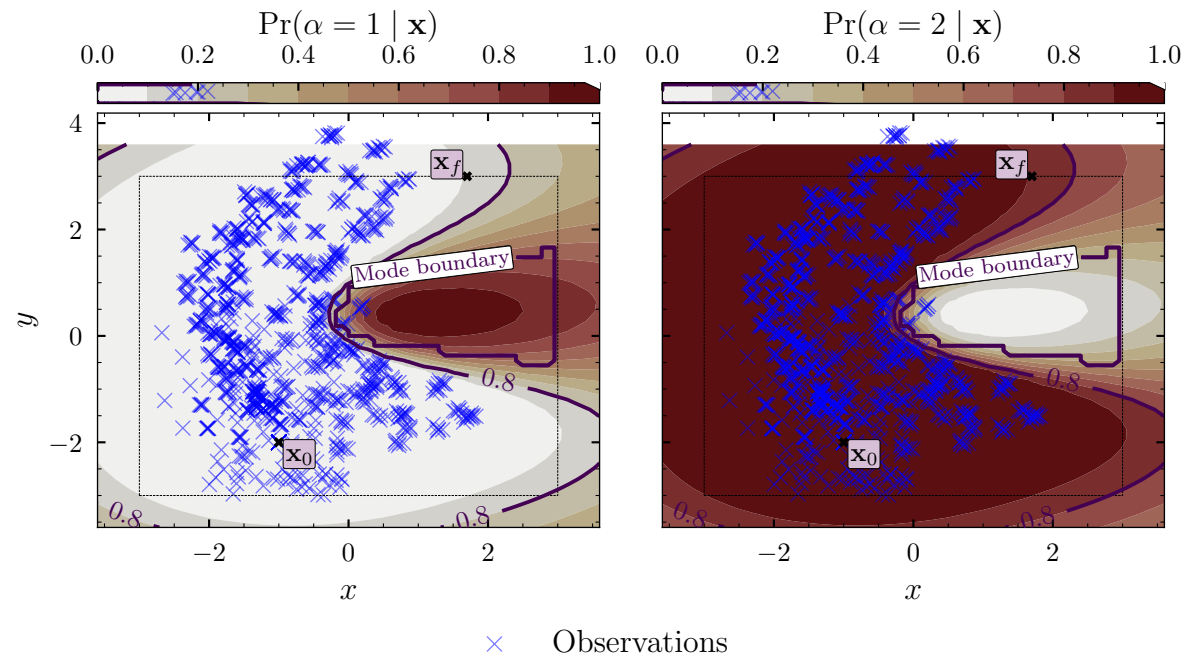 Pr(α = 1 | x) Pr(α = 2 | x)
0.0 0.2 0.4 0.6 0.8 1.0 0.0 0.2 0.4 0.6 0.8 1.0
4
x_f x_f
2
Mode boundary Mode boundary
y
0
0.8 0.8
−2
x_0 x_0
0.8 0.8 0.8 0.8
−2 0 2 −2 0 2
x x
Observations